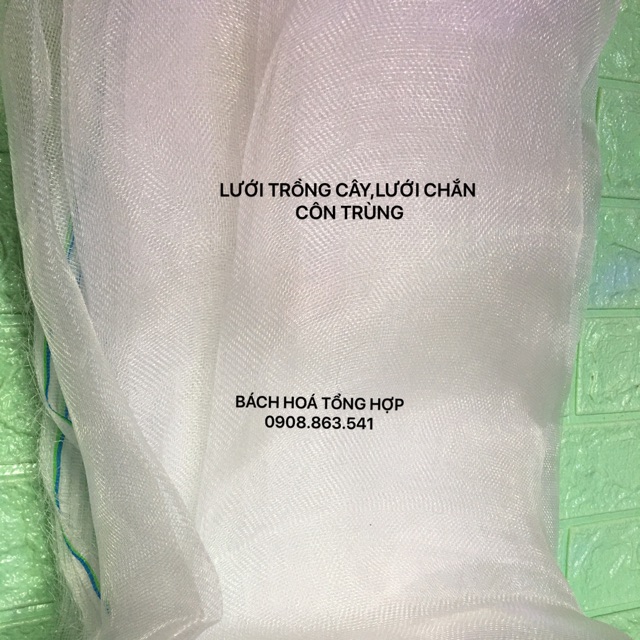 LƯỚI TRỒNG CÂY,LƯỚI CHẮN
CÔN TRÙNG
BÁCH HOÁ TỔNG HỢP
0908.863.541